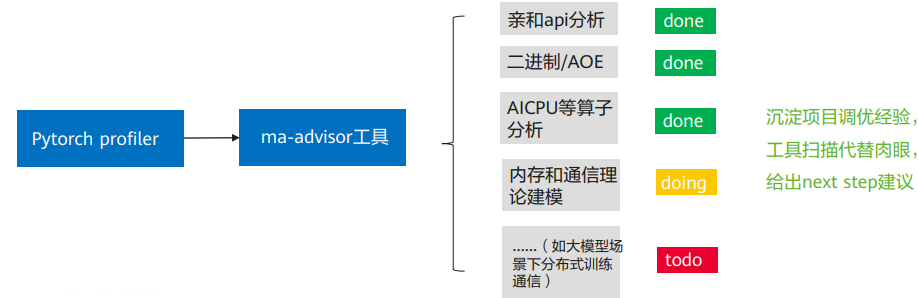 Pytorch profiler
ma-advisor工具
亲和api分析
done
二进制/AOE
done
AICPU等算子
分析
done
内存和通信理
论建模
doing
......（如大模型场
景下分布式训练
通信）
todo
沉淀项目调优经验，
工具扫描代替肉眼，
给出next step建议